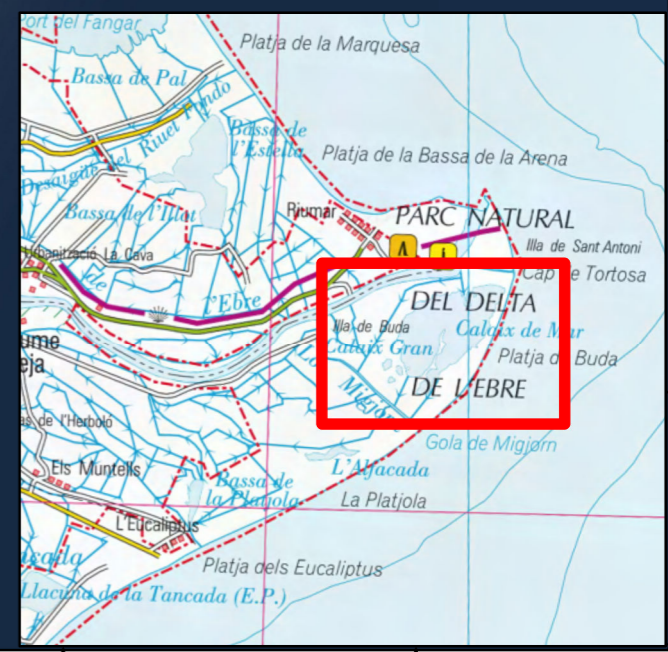 Port del Fangar
Platja de la Marquesa
Bassa de Pal
Bassa de
l'Estella
Desaigüe del Riuet Fondo
Platja de la Bassa de la Arena
Bassa de l'Illot
Riumar
PARC NATURAL
Illa de Sant Antoni
Urbanització La Cava
Cap de Tortosa
de l'Ebre
DEL DELTA
Illa de Buda
Calaix de Mar
Calaix Gran
Platja de Buda
Migjorn
DE L'EBRE
de l'Herboló
Gola de Migjorn
Els Muntells
L'Alfacada
Bassa de
la Platjola
La Platjola
L'Eucaliptus
Platja dels Eucaliptus
Llacuna de la Tancada (E.P.)